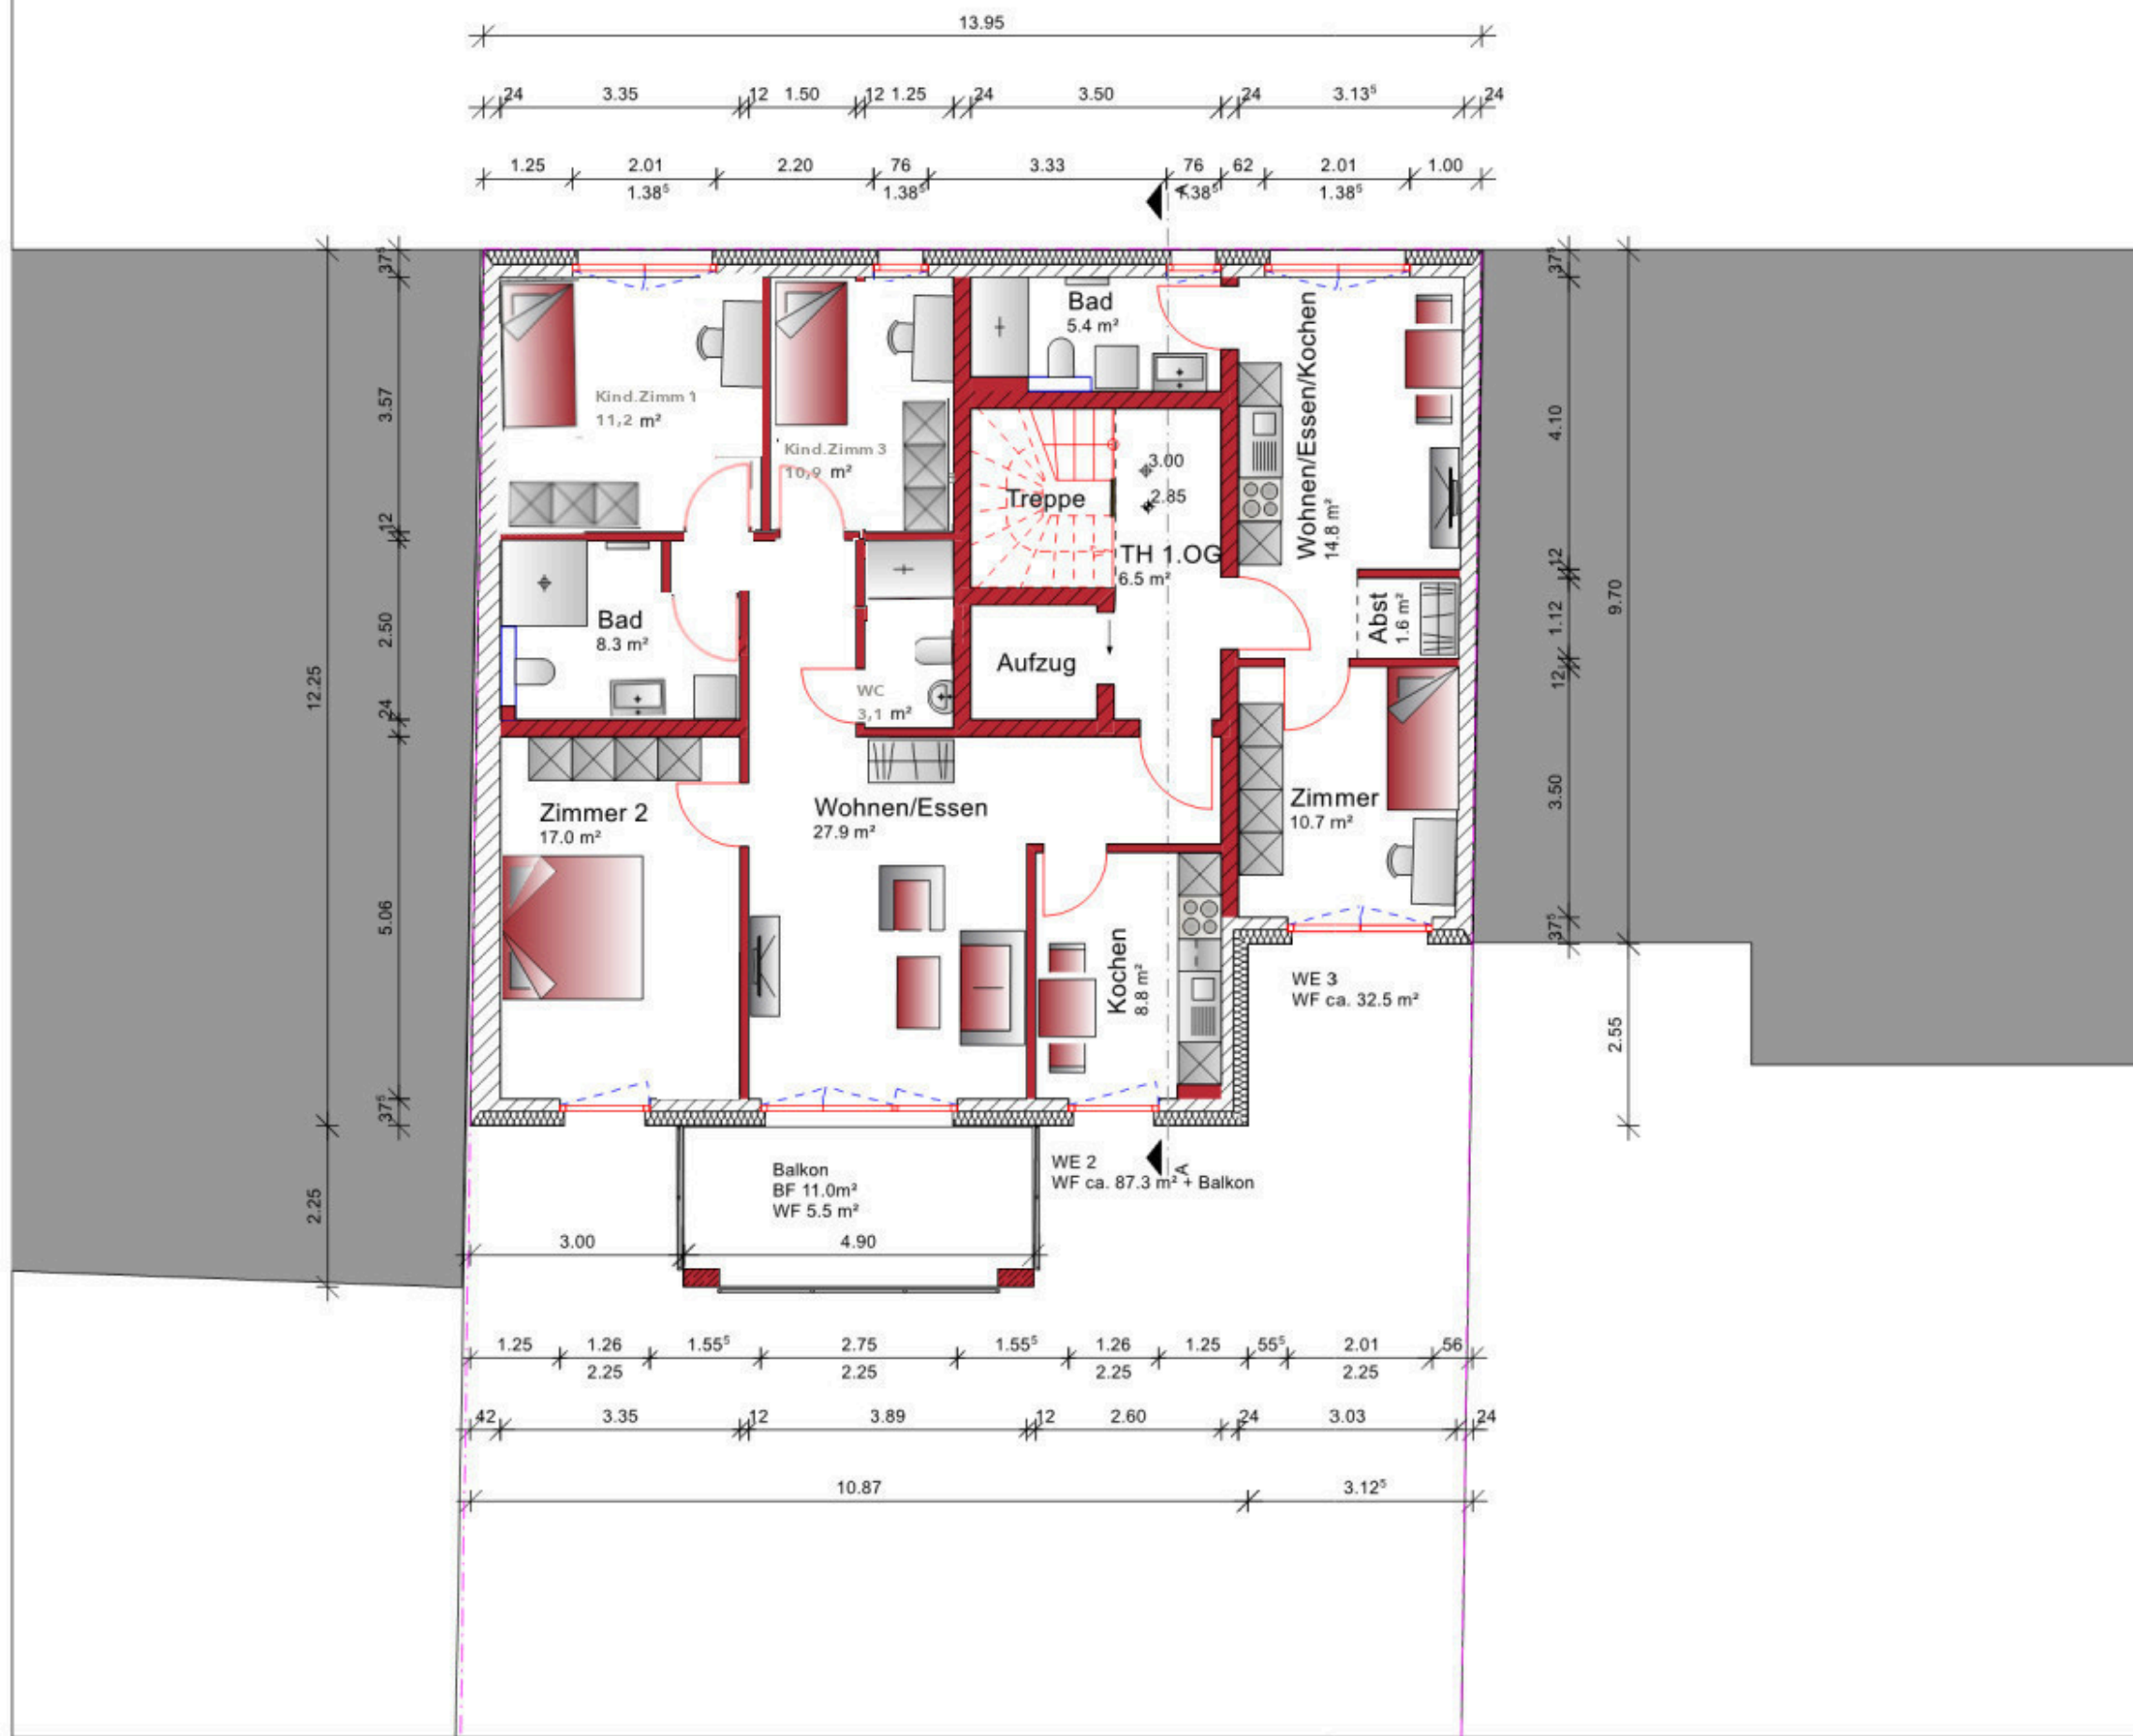 13.95
24 3.35 12 1.50 12 1.25 24 3.50 24 3.13⁵ 24
1.25 2.01 2.20 76 3.33 76 62 2.01 1.00
1.38⁵ 1.38⁵ 1.38⁵ 1.38⁵
A
37⁵
3.57
12
2.50
24
5.06
37⁵
12.25
2.25
Kind.Zimm 1
11,2 m²
Kind.Zimm 3
10,9 m²
Bad
5.4 m²
Wohnen/Essen/Kochen
14.8 m²
Treppe
3.00
2.85
TH 1.OG
6.5 m²
Bad
8.3 m²
WC
3,1 m²
Aufzug
Abst
1.6 m²
Zimmer 2
17.0 m²
Wohnen/Essen
27.9 m²
Zimmer
10.7 m²
Kochen
8.8 m²
37⁵
4.10
12
1.12
12
3.50
37⁵
9.70
2.55
WE 3
WF ca. 32.5 m²
Balkon
BF 11.0m²
WF 5.5 m²
WE 2
WF ca. 87.3 m² + Balkon
A
3.00 4.90
1.25 1.26 1.55⁵ 2.75 1.55⁵ 1.26 1.25 55⁵ 2.01 56
2.25 2.25 2.25 2.25
42 3.35 12 3.89 12 2.60 24 3.03 24
10.87 3.12⁵